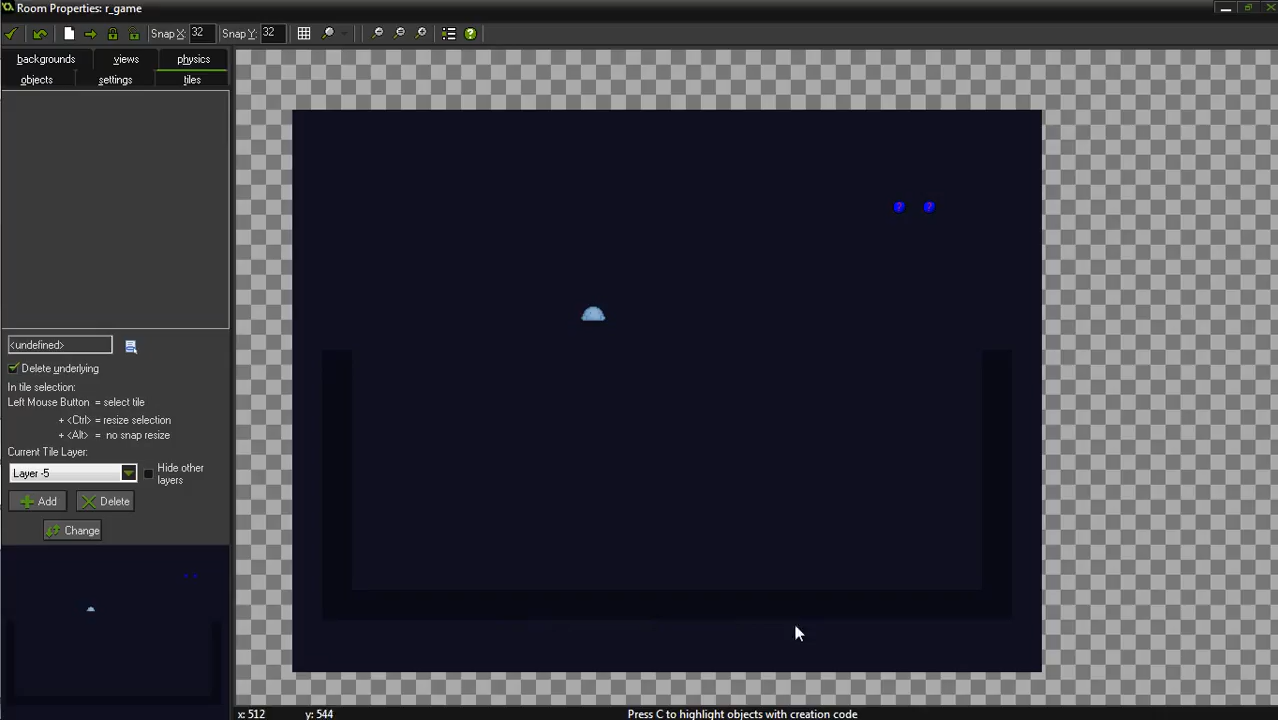 Room Properties: r_game
Snap X: 32 Snap Y: 32
backgrounds views physics
objects settings tiles
? ?
<undefined>
Delete underlying
In tile selection:
Left Mouse Button = select tile
+ <Ctrl> = resize selection
+ <Alt> = no snap resize
Current Tile Layer:
Layer -5
Hide other
layers
Add Delete
Change
x: 512 y: 544 Press C to highlight objects with creation code